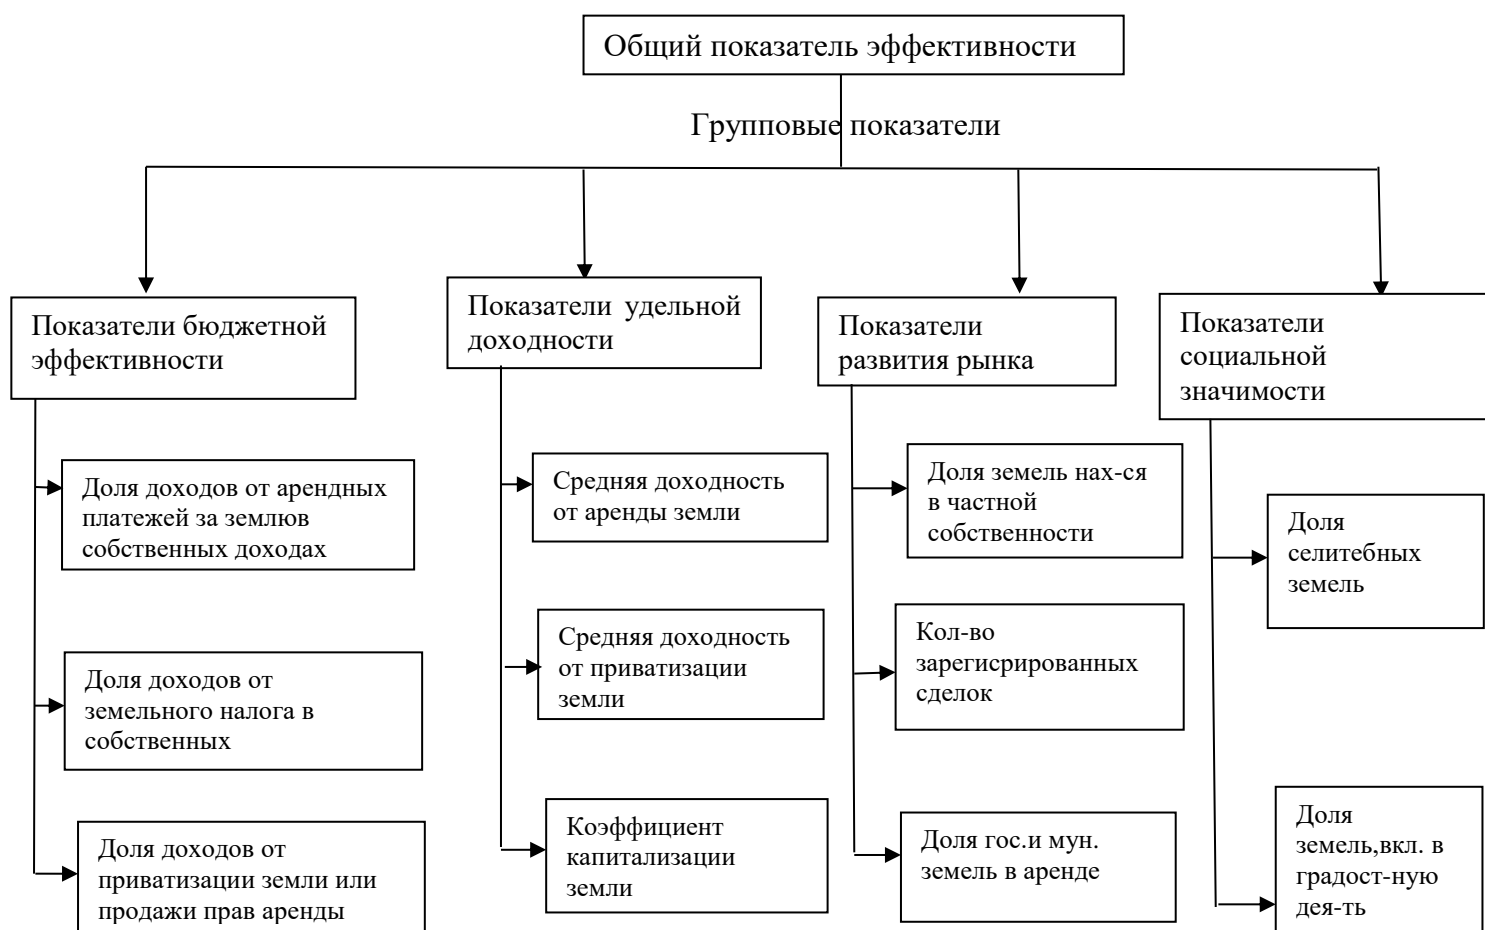 Общий показатель эффективности
Групповые показатели
Показатели бюджетной
эффективности
Доля доходов от арендных
платежей за землюв
собственных доходах
Доля доходов от
земельного налога в
собственных
Доля доходов от
приватизации земли или
продажи прав аренды
Показатели удельной
доходности
Средняя доходность
от аренды земли
Средняя доходность
от приватизации
земли
Коэффициент
капитализации
земли
Показатели
развития рынка
Доля земель нах-ся
в частной
собственности
Кол-во
зарегисрированных
сделок
Доля гос.и мун.
земель в аренде
Показатели
социальной
значимости
Доля
селитебных
земель
Доля
земель,вкл. в
градост-ную
дея-ть